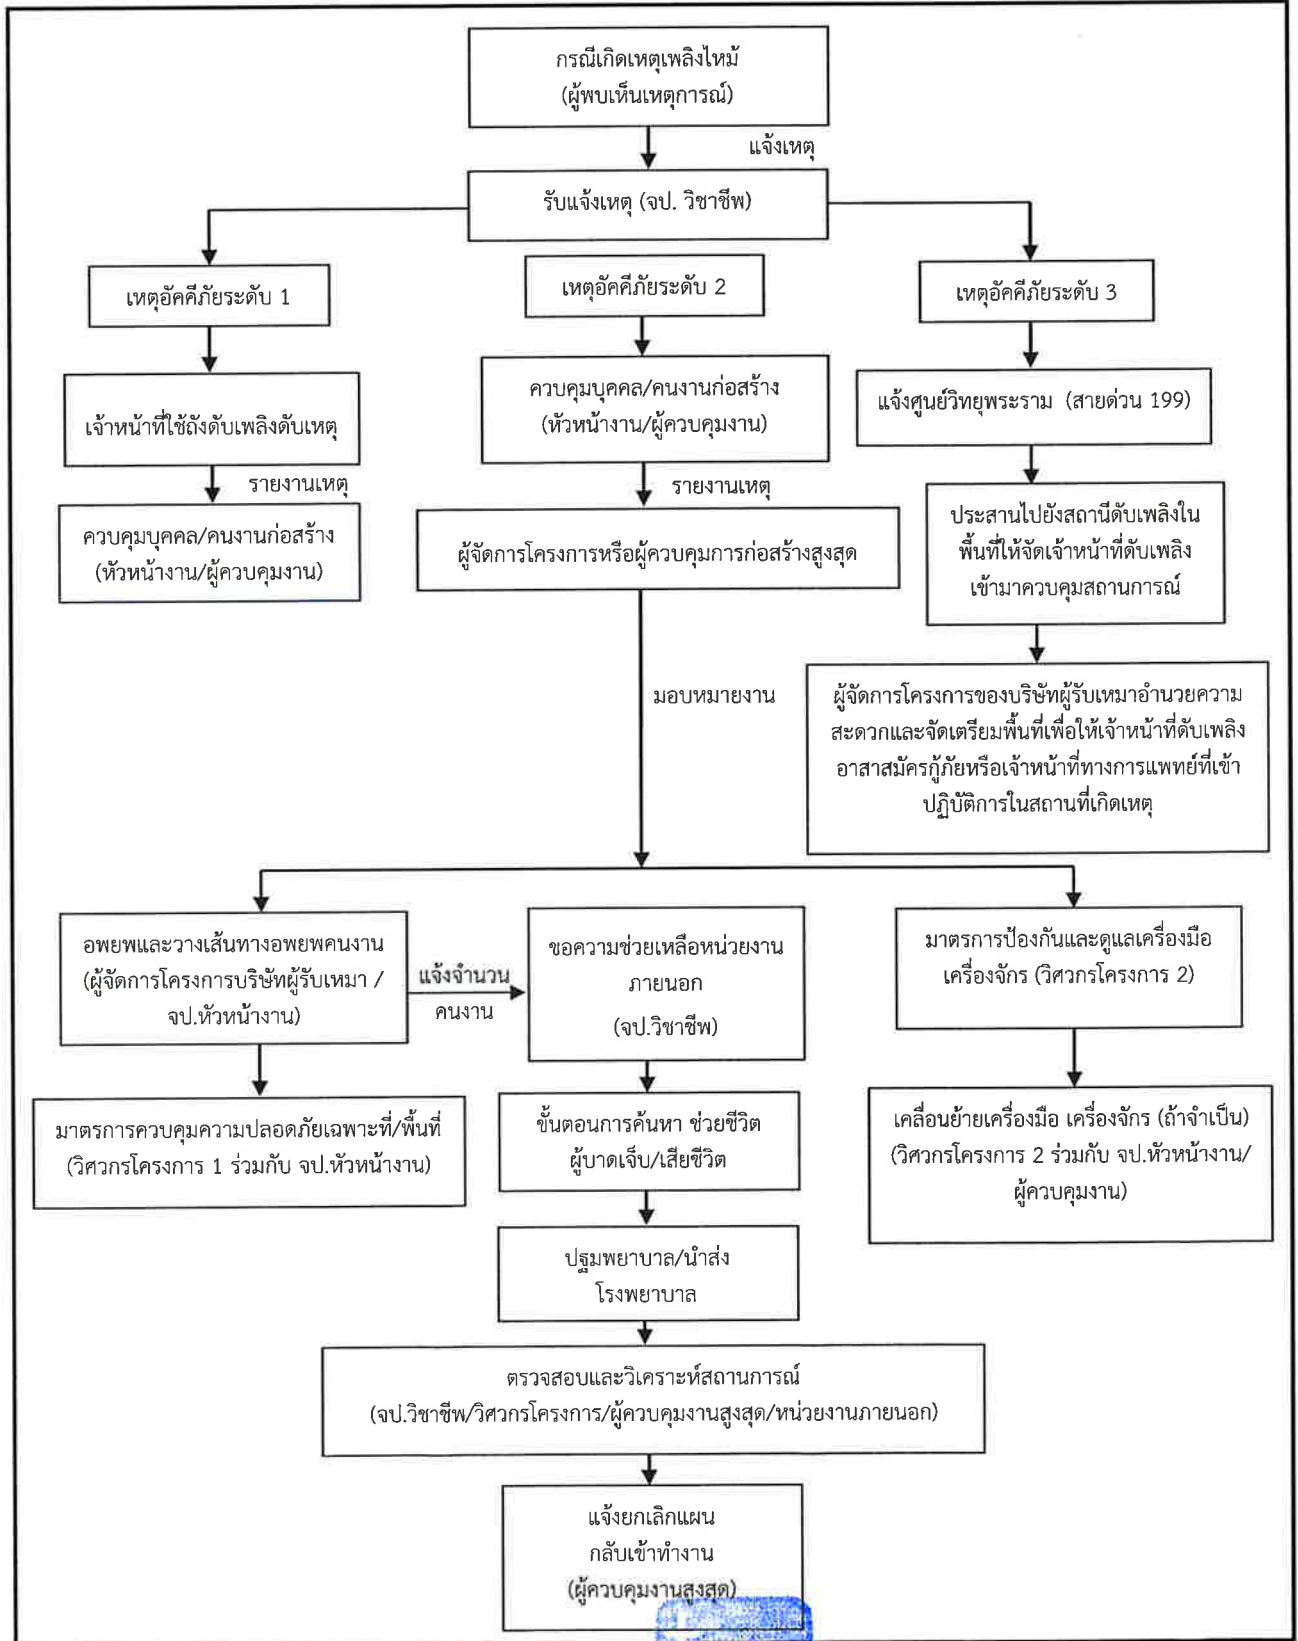 กรณีเกิดเหตุเพลิงไหม้
(ผู้พบเห็นเหตุการณ์)
แจ้งเหตุ
รับแจ้งเหตุ (จป. วิชาชีพ)
เหตุอัคคีภัยระดับ 1
เหตุอัคคีภัยระดับ 2
เหตุอัคคีภัยระดับ 3
เจ้าหน้าที่ใช้ถังดับเพลิงดับเหตุ
รายงานเหตุ
ควบคุมบุคคล/คนงานก่อสร้าง
(หัวหน้างาน/ผู้ควบคุมงาน)
ควบคุมบุคคล/คนงานก่อสร้าง
(หัวหน้างาน/ผู้ควบคุมงาน)
รายงานเหตุ
ผู้จัดการโครงการหรือผู้ควบคุมการก่อสร้างสูงสุด
แจ้งศูนย์วิทยุพระราม (สายด่วน 199)
ประสานไปยังสถานีดับเพลิงใน
พื้นที่ให้จัดเจ้าหน้าที่ดับเพลิง
เข้ามาควบคุมสถานการณ์
ผู้จัดการโครงการของบริษัทผู้รับเหมาอำนวยความ
สะดวกและจัดเตรียมพื้นที่เพื่อให้เจ้าหน้าที่ดับเพลิง
อาสาสมัครกู้ภัยหรือเจ้าหน้าที่ทางการแพทย์ที่เข้า
ปฏิบัติการในสถานที่เกิดเหตุ
มอบหมายงาน
อพยพและวางเส้นทางอพยพคนงาน
(ผู้จัดการโครงการบริษัทผู้รับเหมา /
จป.หัวหน้างาน)
แจ้งจำนวน
คนงาน
ขอความช่วยเหลือหน่วยงาน
ภายนอก
(จป.วิชาชีพ)
มาตรการป้องกันและดูแลเครื่องมือ
เครื่องจักร (วิศวกรโครงการ 2)
มาตรการควบคุมความปลอดภัยเฉพาะที่/พื้นที่
(วิศวกรโครงการ 1 ร่วมกับ จป.หัวหน้างาน)
ขั้นตอนการค้นหา ช่วยชีวิต
ผู้บาดเจ็บ/เสียชีวิต
เคลื่อนย้ายเครื่องมือ เครื่องจักร (ถ้าจำเป็น)
(วิศวกรโครงการ 2 ร่วมกับ จป.หัวหน้างาน/
ผู้ควบคุมงาน)
ปฐมพยาบาล/นำส่ง
โรงพยาบาล
ตรวจสอบและวิเคราะห์สถานการณ์
(จป.วิชาชีพ/วิศวกรโครงการ/ผู้ควบคุมงานสูงสุด/หน่วยงานภายนอก)
แจ้งยกเลิกแผน
กลับเข้าทำงาน
(ผู้ควบคุมงานสูงสุด)